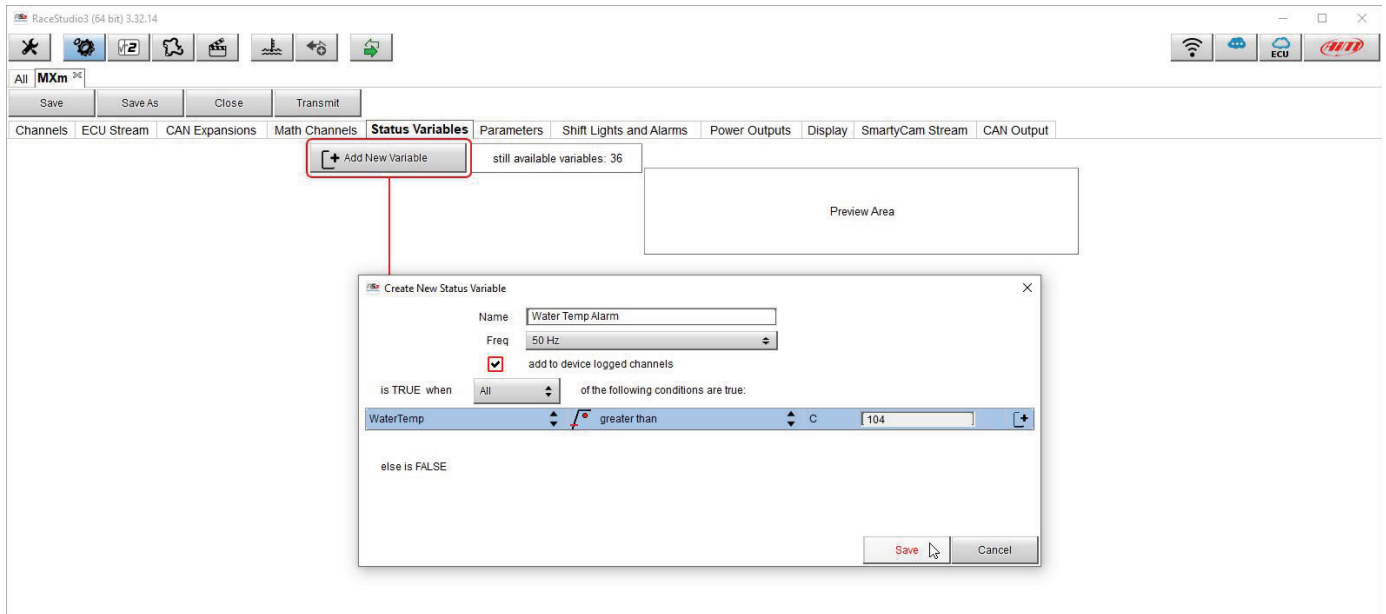 RaceStudio3 (64 bit) 3.32.14
ECU AiM
All MXm
Save Save As Close Transmit
Channels ECU Stream CAN Expansions Math Channels Status Variables Parameters Shift Lights and Alarms Power Outputs Display SmartyCam Stream CAN Output
Add New Variable still available variables: 36
Preview Area
Create New Status Variable
Name Water Temp Alarm
Freq 50 Hz
add to device logged channels
is TRUE when All of the following conditions are true:
WaterTemp greater than C 104
else is FALSE
Save Cancel